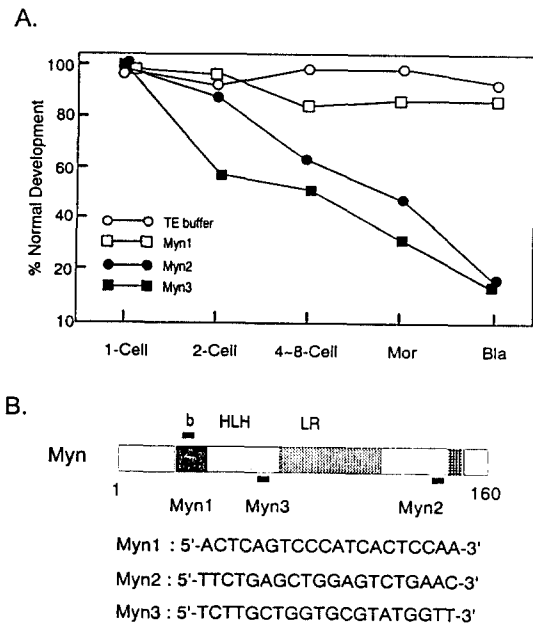 A.
100
80
60
40
20
10
% Normal Development
TE buffer
Myn1
Myn2
Myn3
1-Cell 2-Cell 4~8-Cell Mor Bla
B.
b HLH LR
Myn
1 160
Myn1 Myn3 Myn2
Myn1 : 5'-ACTCAGTCCCATCACTCCAA-3'
Myn2 : 5'-TTCTGAGCTGGAGTCTGAAC-3'
Myn3 : 5'-TCTTGCTGGTGCGTATGGTT-3'